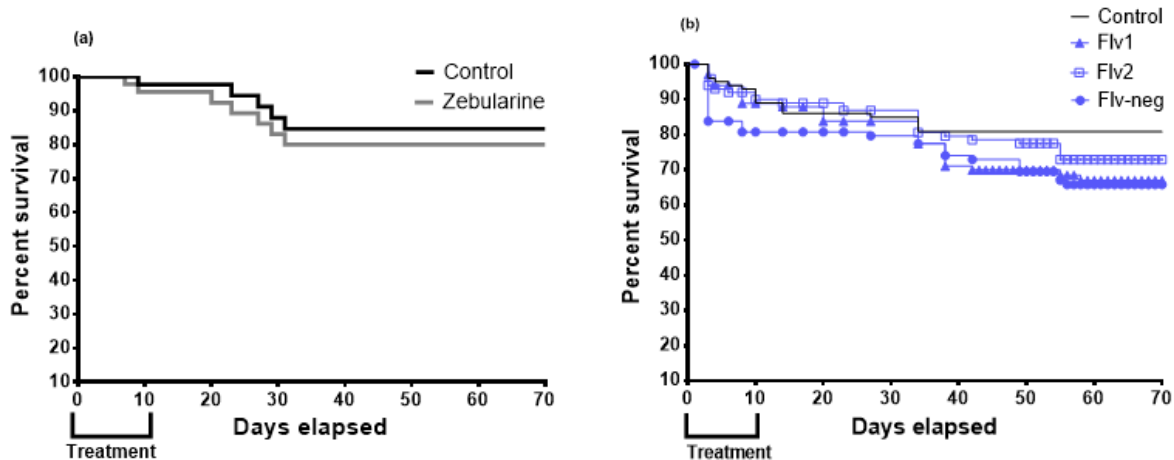 (a)
Control
Zebularine
100
90
80
70
60
50
40
30
20
10
Percent survival
0 10 20 30 40 50 60 70
Days elapsed
Treatment
(b)
Control
Flv1
Flv2
Flv-neg
100
90
80
70
60
50
40
30
20
10
Percent survival
0 10 20 30 40 50 60 70
Days elapsed
Treatment